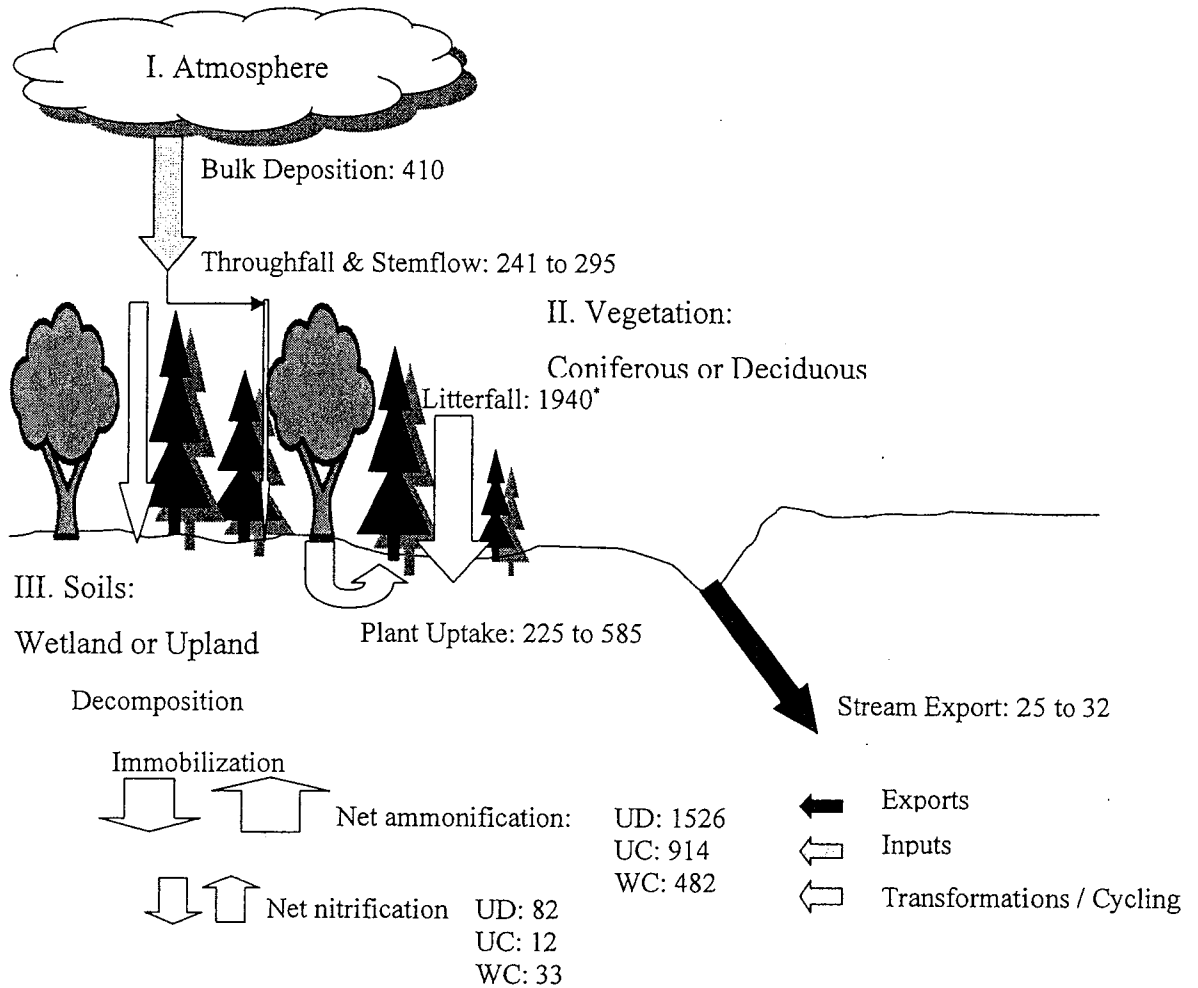 I. Atmosphere
Bulk Deposition: 410
Throughfall & Stemflow: 241 to 295
II. Vegetation:
Coniferous or Deciduous
Litterfall: 1940*
III. Soils:
Wetland or Upland
Plant Uptake: 225 to 585
Decomposition
Stream Export: 25 to 32
Immobilization
Net ammonification: UD: 1526
UC: 914
WC: 482
Net nitrification UD: 82
UC: 12
WC: 33
Exports
Inputs
Transformations / Cycling